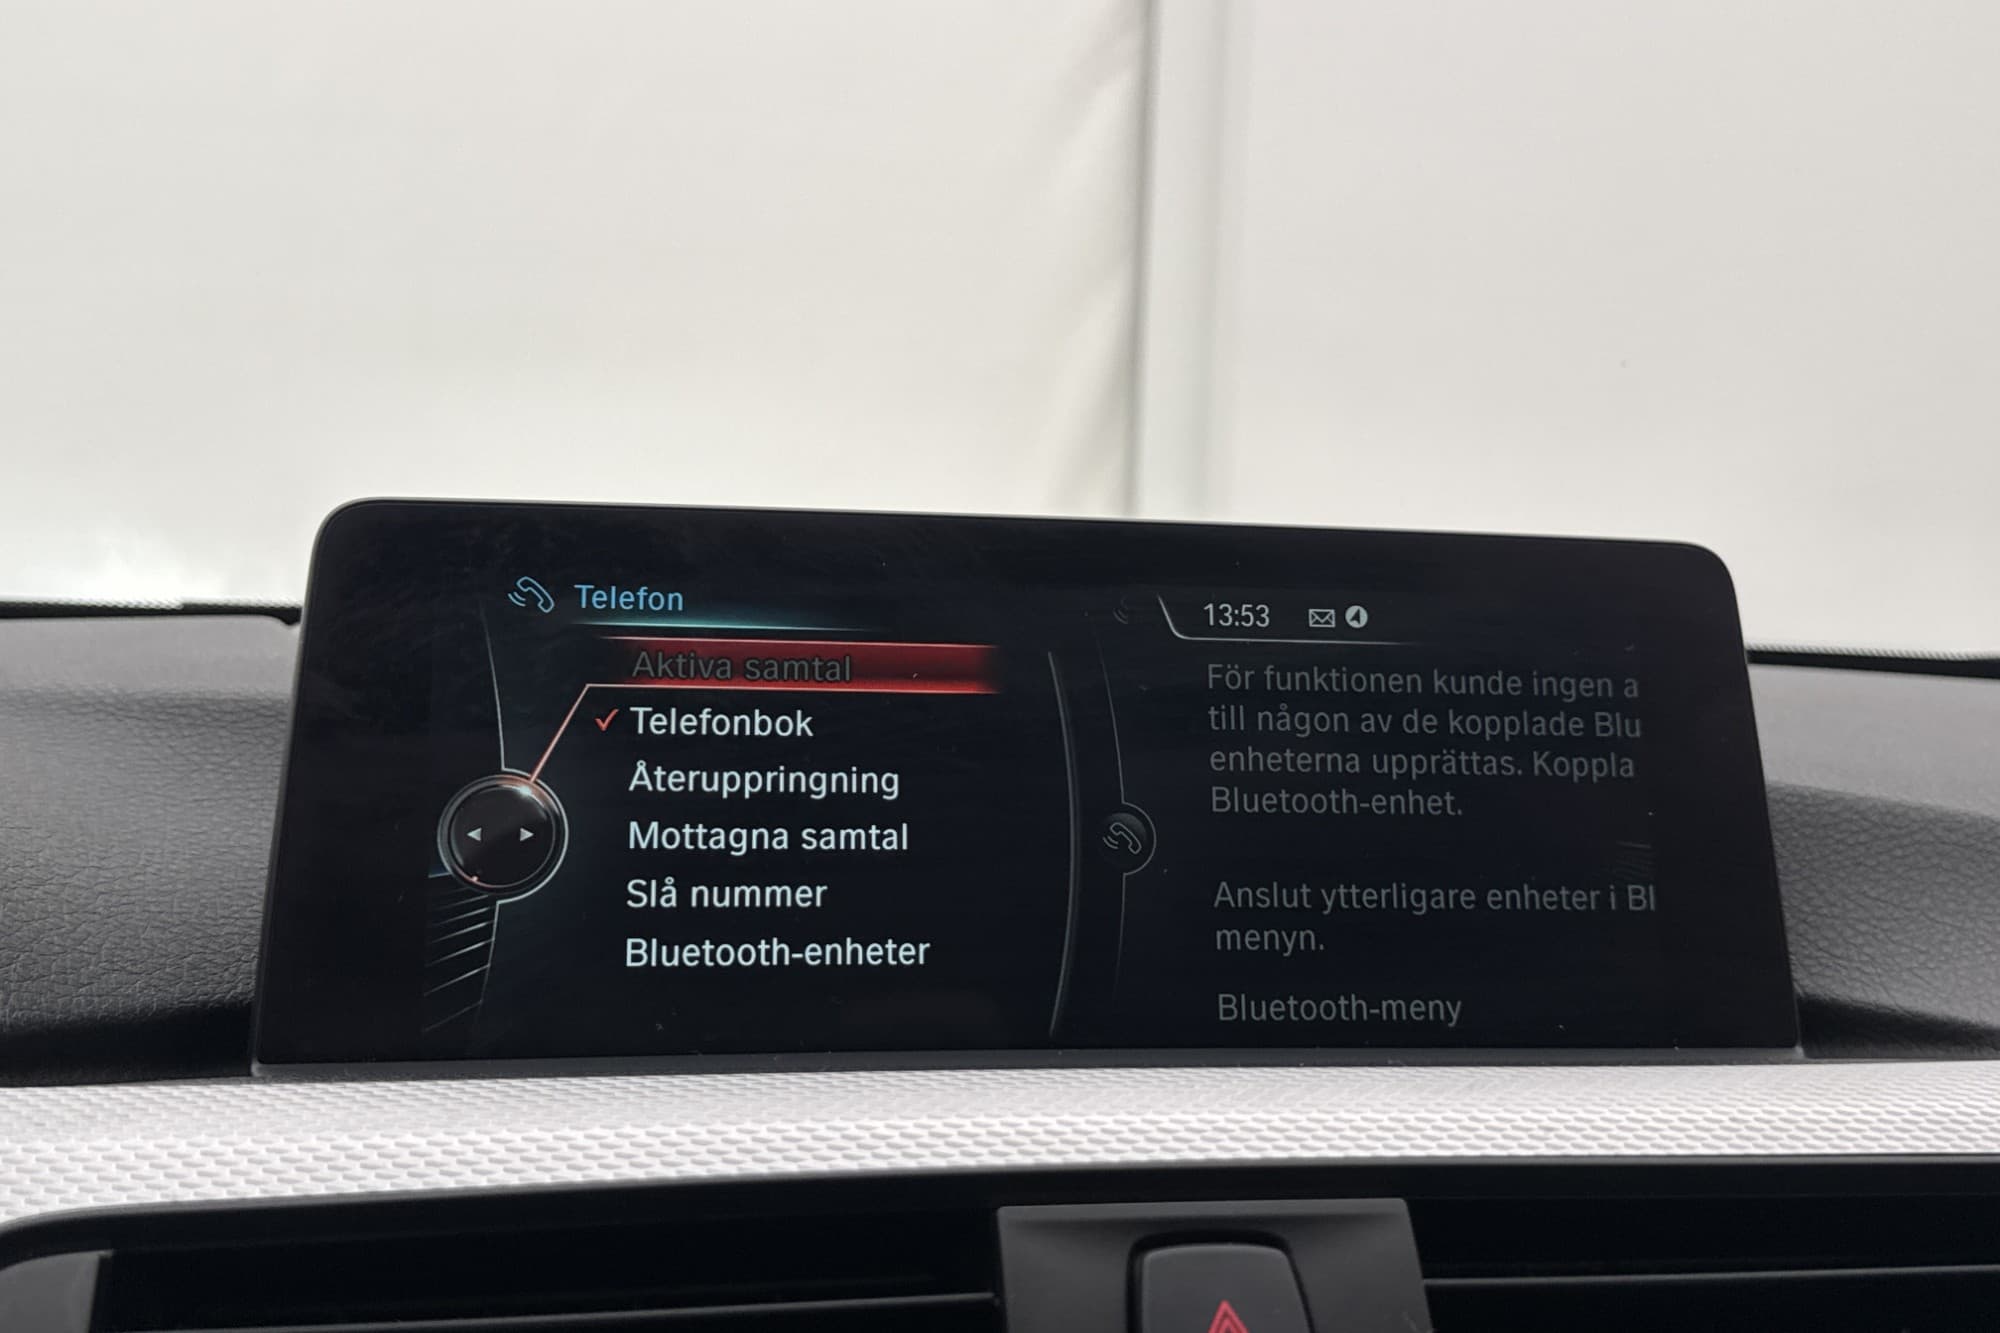 Telefon
Aktiva samtal
Telefonbok
Återuppringning
Mottagna samtal
Slå nummer
Bluetooth-enheter
13:53
För funktionen kunde ingen a
till någon av de kopplade Blu
enheterna upprättas. Koppla
Bluetooth-enhet.
Anslut ytterligare enheter i Bl
menyn.
Bluetooth-meny